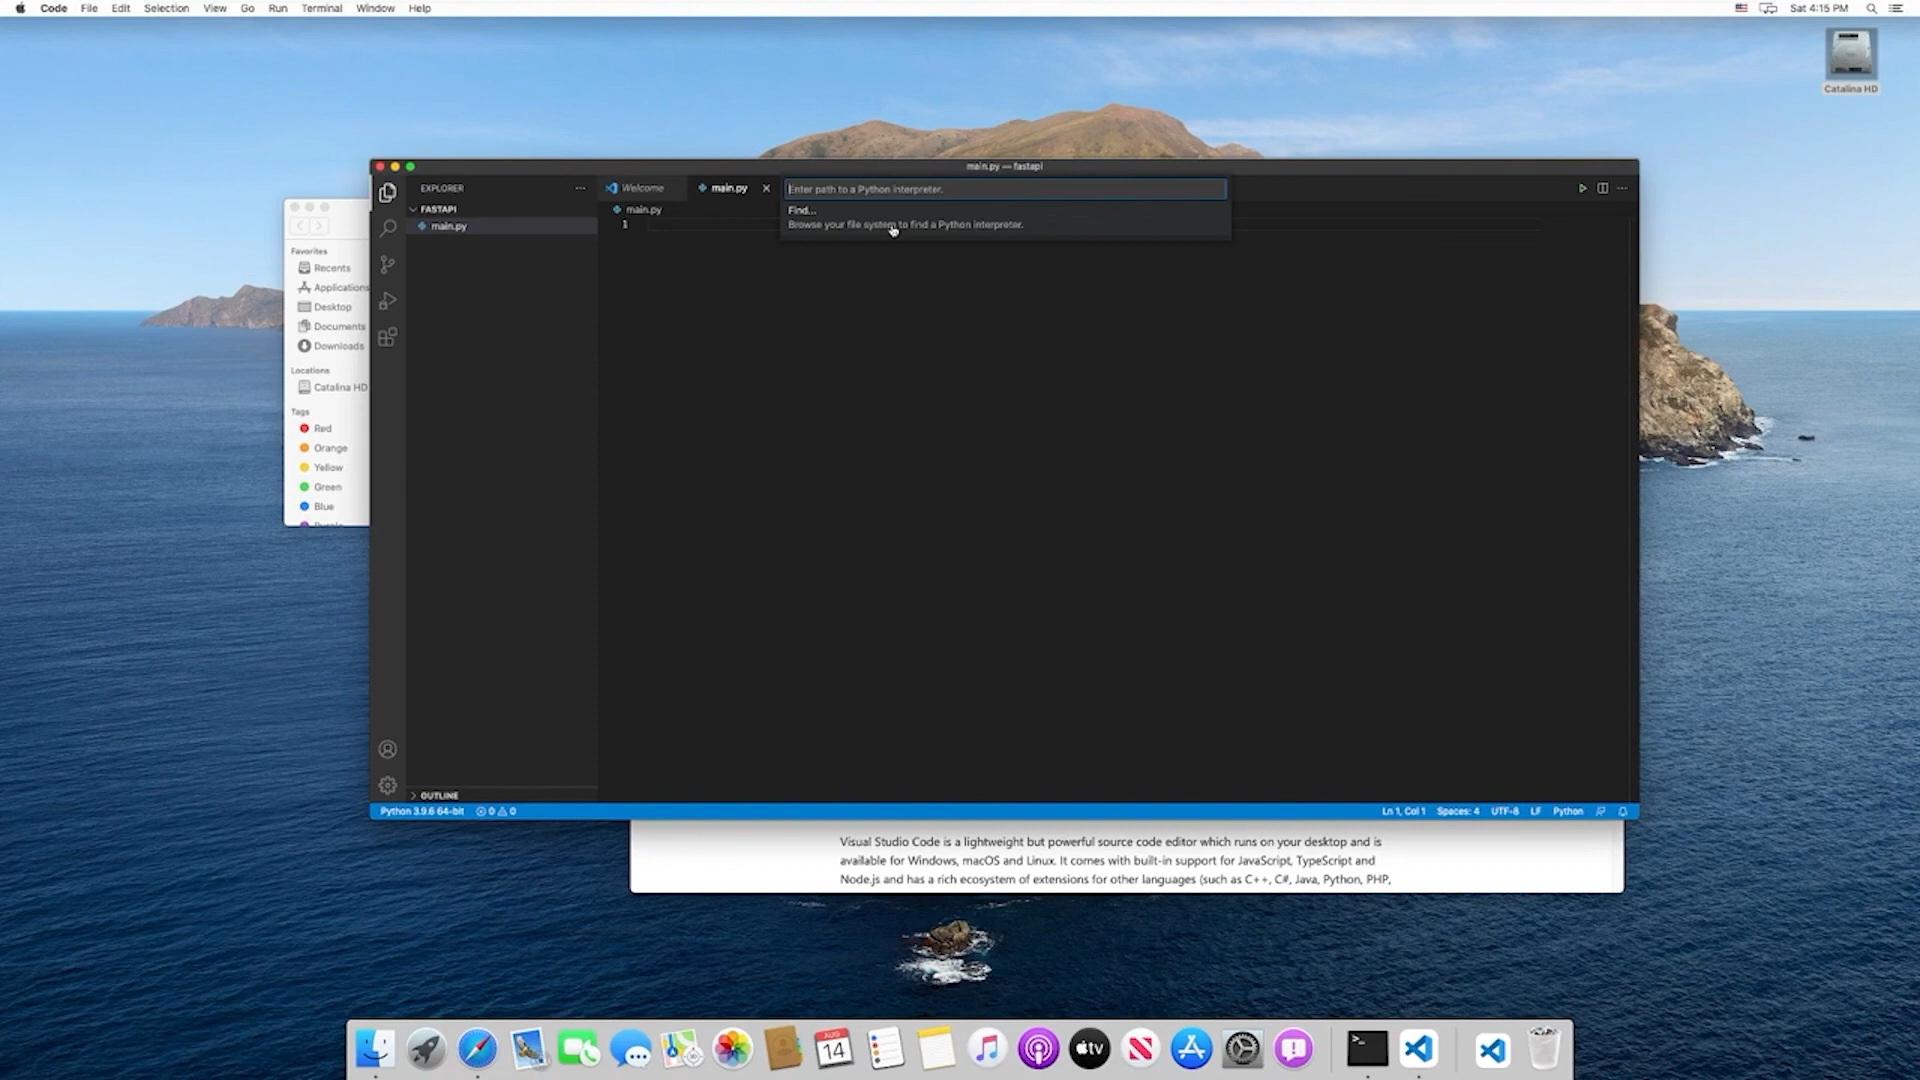 Code File Edit Selection View Go Run Terminal Window Help
Sat 4:15 PM
Catalina HD
main.py — fastapi
EXPLORER
FASTAPI
main.py
OUTLINE
Welcome
main.py
main.py
1
Enter path to a Python interpreter.
Find...
Browse your file system to find a Python interpreter.
Python 3.9.6 64-bit 0 0
Ln 1, Col 1 Spaces: 4 UTF-8 LF Python
Favorites
Recents
Applications
Desktop
Documents
Downloads
Locations
Catalina HD
Tags
Red
Orange
Yellow
Green
Blue
Visual Studio Code is a lightweight but powerful source code editor which runs on your desktop and is
available for Windows, macOS and Linux. It comes with built-in support for JavaScript, TypeScript and
Node.js and has a rich ecosystem of extensions for other languages (such as C++, C#, Java, Python, PHP,
AUG
14
tv